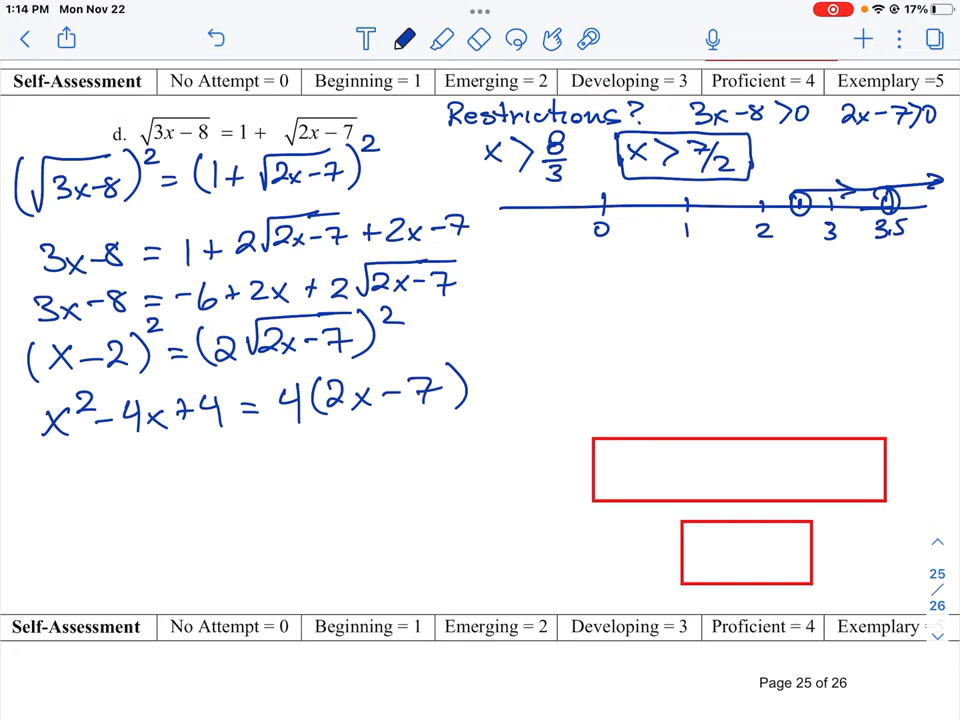 1:14 PM Mon Nov 22 17%
T
Self-Assessment No Attempt = 0 Beginning = 1 Emerging = 2 Developing = 3 Proficient = 4 Exemplary =5
Restrictions? 3x-8>0 2x-7>0
d. √(3x − 8) = 1 + √(2x − 7)
x > 8/3 x > 7/2
(√(3x-8))² = (1+√(2x-7))²
0 1 2 3 3.5
3x-8 = 1 + 2√(2x-7) + 2x-7
3x-8 = -6+2x+2√(2x-7)
(x-2)² = (2√(2x-7))²
x²-4x+4 = 4(2x-7)
25
/
26
Self-Assessment No Attempt = 0 Beginning = 1 Emerging = 2 Developing = 3 Proficient = 4 Exemplary =5
Page 25 of 26